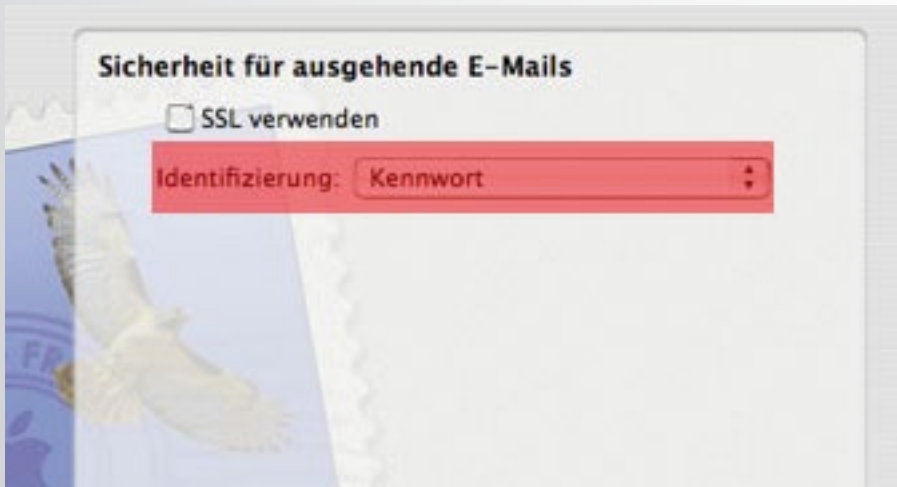 Sicherheit für ausgehende E-Mails
SSL verwenden
Identifizierung: Kennwort